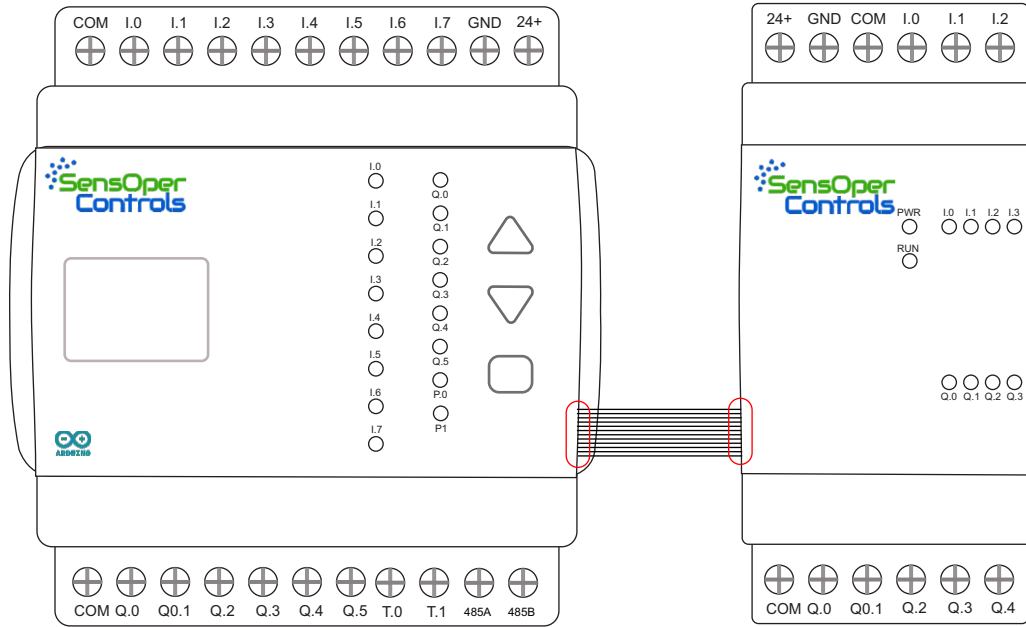 COM I.0 I.1 I.2 I.3 I.4 I.5 I.6 I.7 GND 24+
SensOper
Controls
I.0
I.1
I.2
I.3
I.4
I.5
I.6
I.7
Q.0
Q.1
Q.2
Q.3
Q.4
Q.5
P.0
P1
ARDUINO
COM Q.0 Q0.1 Q.2 Q.3 Q.4 Q.5 T.0 T.1 485A 485B
24+ GND COM I.0 I.1 I.2
SensOper
Controls
PWR
RUN
I.0 I.1 I.2 I.3
Q.0 Q.1 Q.2 Q.3
COM Q.0 Q0.1 Q.2 Q.3 Q.4